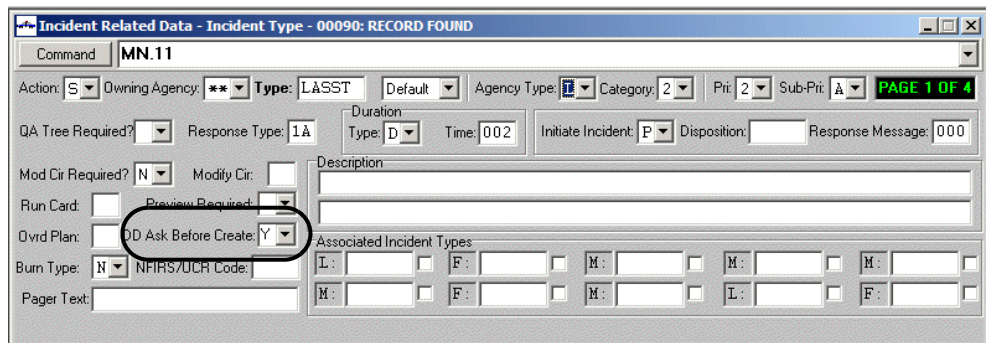 Incident Related Data - Incident Type - 00090: RECORD FOUND
Command MN.11
Action: S Owning Agency: ** Type: LASST Default Agency Type: L Category: 2 Pri: 2 Sub-Pri: A PAGE 1 OF 4
Duration
QA Tree Required? Response Type: 1A Type: D Time: 002 Initiate Incident: P Disposition: Response Message: 000
Description
Mod Cir Required? N Modify Cir:
Run Card: Preview Required:
Ovrd Plan: DD Ask Before Create: Y
Associated Incident Types
Burn Type: N NFIRS/UCR Code: L: F: M: M: M:
Pager Text: M: F: M: L: F: